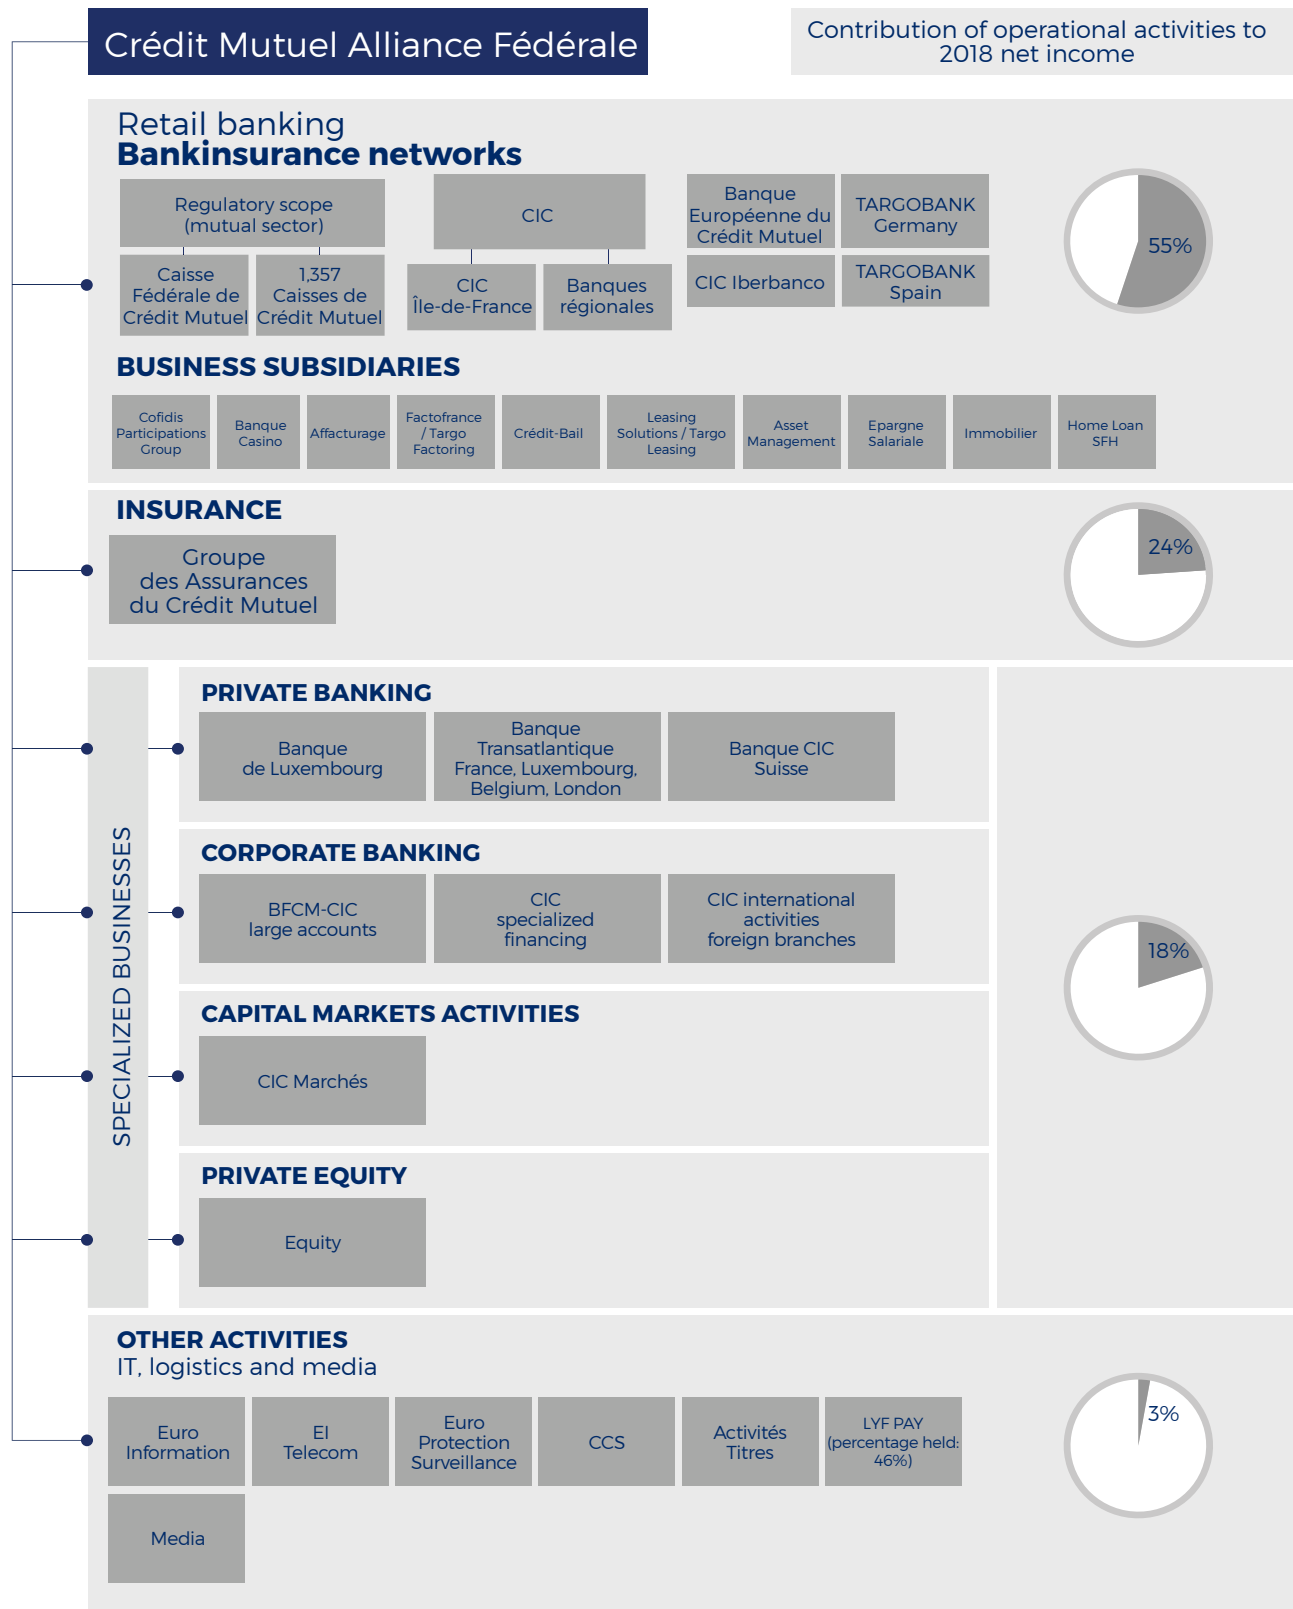 Crédit Mutuel Alliance Fédérale
Contribution of operational activities to
2018 net income
Retail banking
Bankinsurance networks
Regulatory scope
(mutual sector)
Caisse
Fédérale de
Crédit Mutuel
1,357
Caisses de
Crédit Mutuel
CIC
CIC
Île-de-France
Banques
régionales
Banque
Européenne du
Crédit Mutuel
TARGOBANK
Germany
CIC Iberbanco
TARGOBANK
Spain
55%
BUSINESS SUBSIDIARIES
Cofidis
Participations
Group
Banque
Casino
Affacturage
Factofrance
/ Targo
Factoring
Crédit-Bail
Leasing
Solutions / Targo
Leasing
Asset
Management
Epargne
Salariale
Immobilier
Home Loan
SFH
INSURANCE
Groupe
des Assurances
du Crédit Mutuel
24%
SPECIALIZED BUSINESSES
PRIVATE BANKING
Banque
de Luxembourg
Banque
Transatlantique
France, Luxembourg,
Belgium, London
Banque CIC
Suisse
CORPORATE BANKING
BFCM-CIC
large accounts
CIC
specialized
financing
CIC international
activities
foreign branches
18%
CAPITAL MARKETS ACTIVITIES
CIC Marchés
PRIVATE EQUITY
Equity
OTHER ACTIVITIES
IT, logistics and media
Euro
Information
EI
Telecom
Euro
Protection
Surveillance
CCS
Activités
Titres
LYF PAY
(percentage held:
46%)
3%
Media